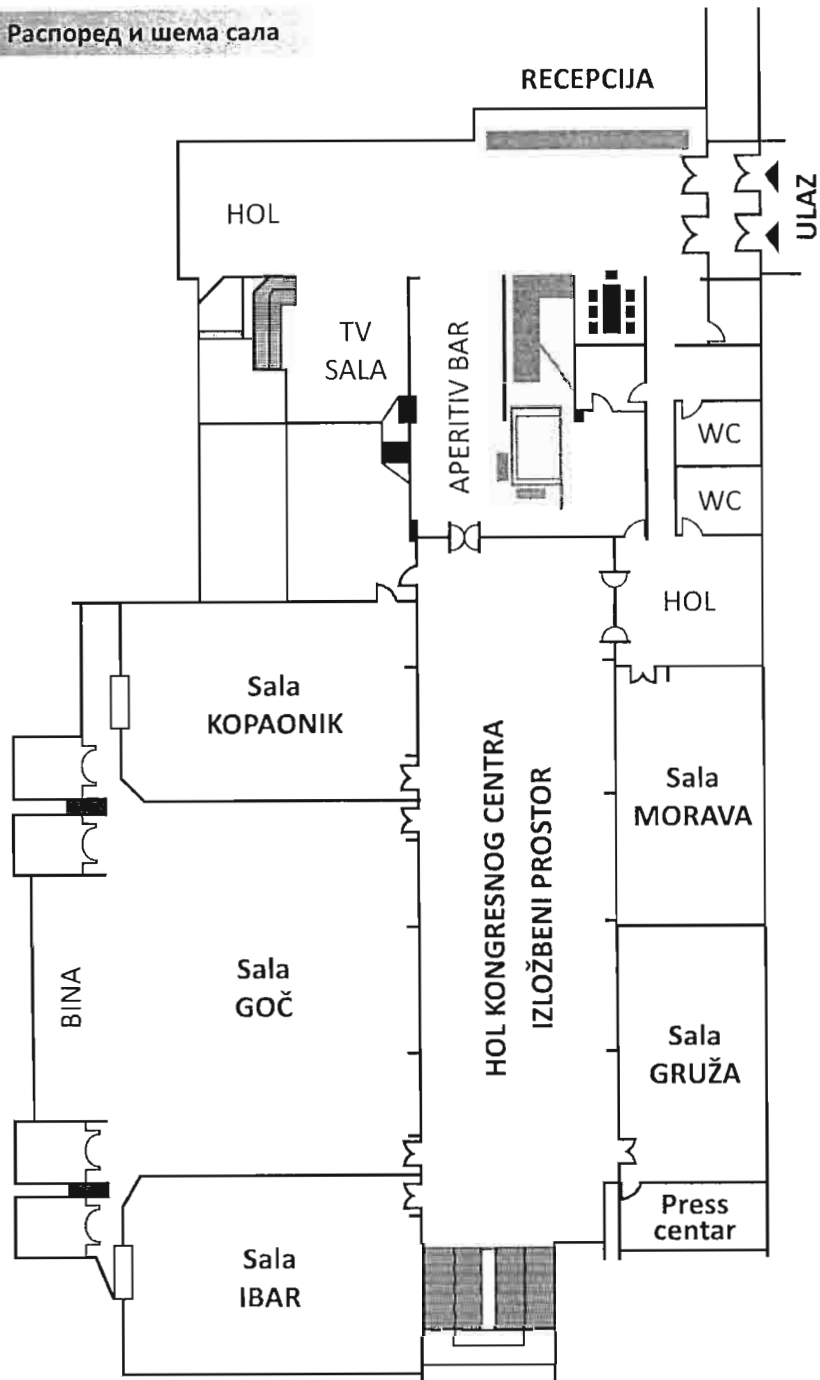 Распоред и шема сала
RECEPCIJA
ULAZ
HOL
TV
SALA
APERITIV BAR
WC
WC
HOL
Sala
KOPAONIK
HOL KONGRESNOG CENTRA
IZLOŽBENI PROSTOR
Sala
MORAVA
BINA
Sala
GOČ
Sala
GRUŽA
Press
centar
Sala
IBAR